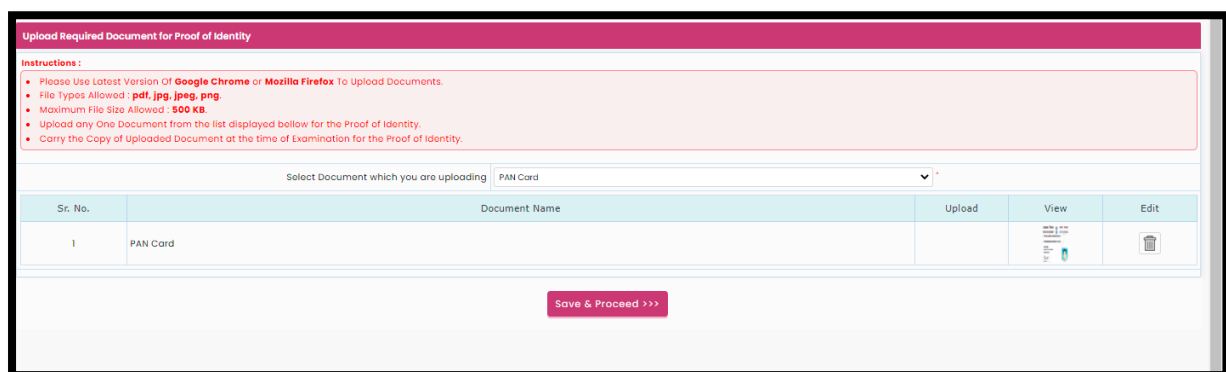 Upload Required Document for Proof of Identity
Instructions :
Please Use Latest Version Of Google Chrome or Mozilla Firefox To Upload Documents.
File Types Allowed : pdf, jpg, jpeg, png.
Maximum File Size Allowed : 500 KB.
Upload any One Document from the list displayed bellow for the Proof of Identity.
Carry the Copy of Uploaded Document at the time of Examination for the Proof of Identity.
Select Document which you are uploading PAN Card *
Sr. No. Document Name Upload View Edit
1 PAN Card
Save & Proceed >>>